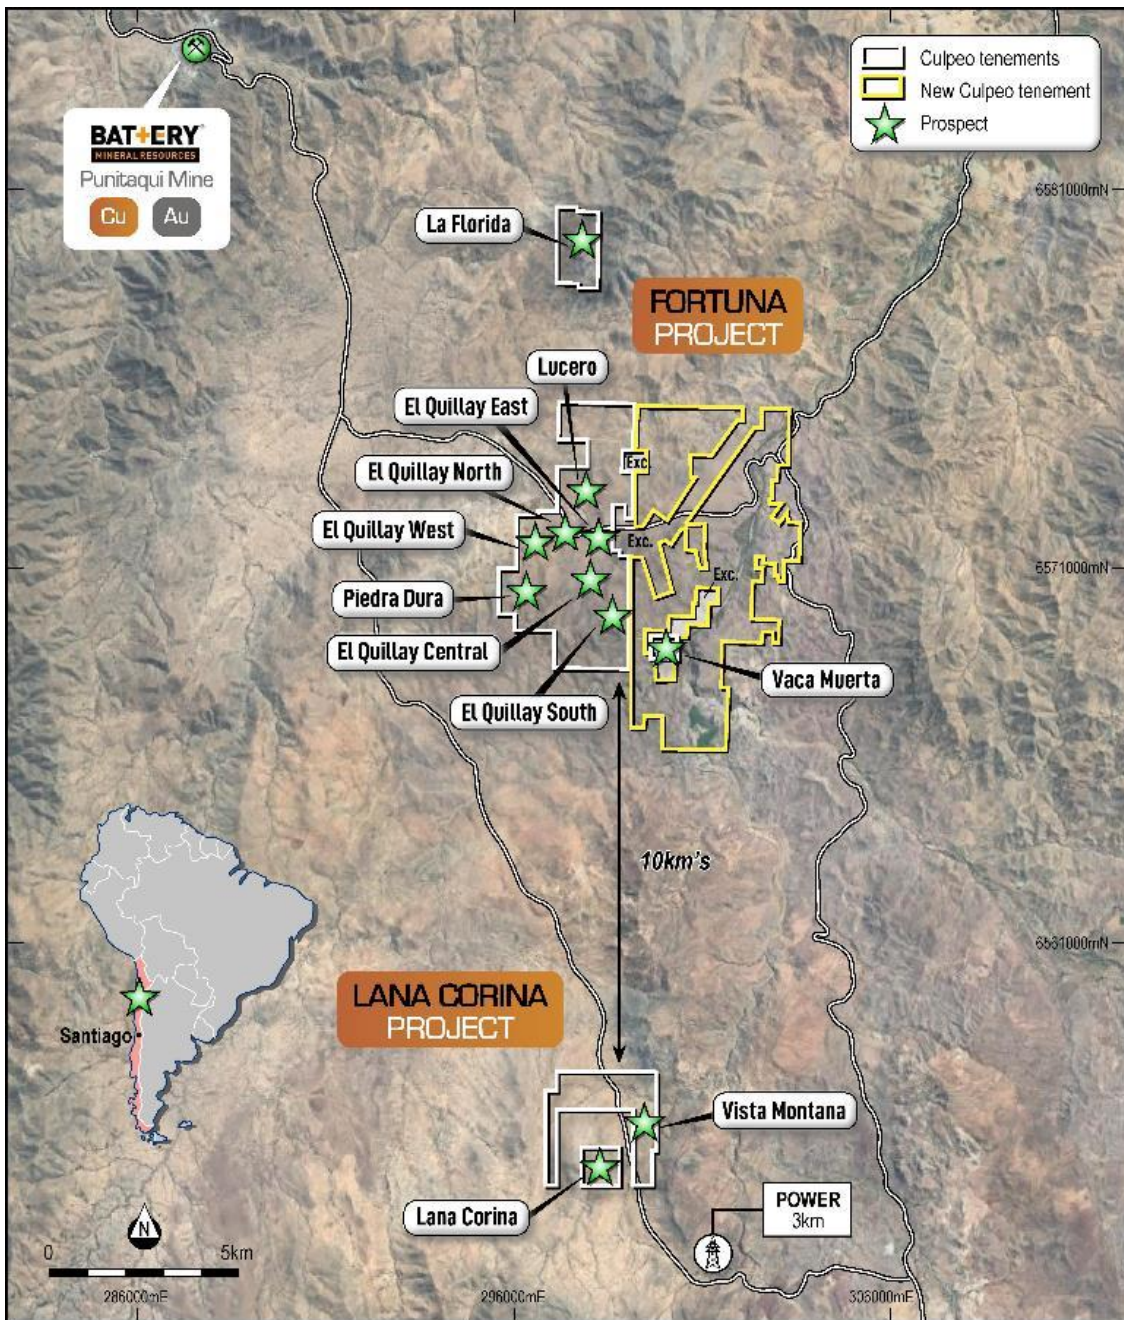 Culpeo tenements
New Culpeo tenement
Prospect
BATTERY
MINERAL RESOURCES
Punitaqui Mine
Cu Au
6581000mN
La Florida
FORTUNA
PROJECT
Lucero
El Quillay East
El Quillay North
Exc.
El Quillay West
Exc.
6571000mN
Exc.
Piedra Dura
El Quillay Central
Vaca Muerta
El Quillay South
10km's
6561000mN
LANA CORINA
PROJECT
Santiago
Vista Montana
Lana Corina
POWER
3km
N
0 5km
286000mE 296000mE 306000mE